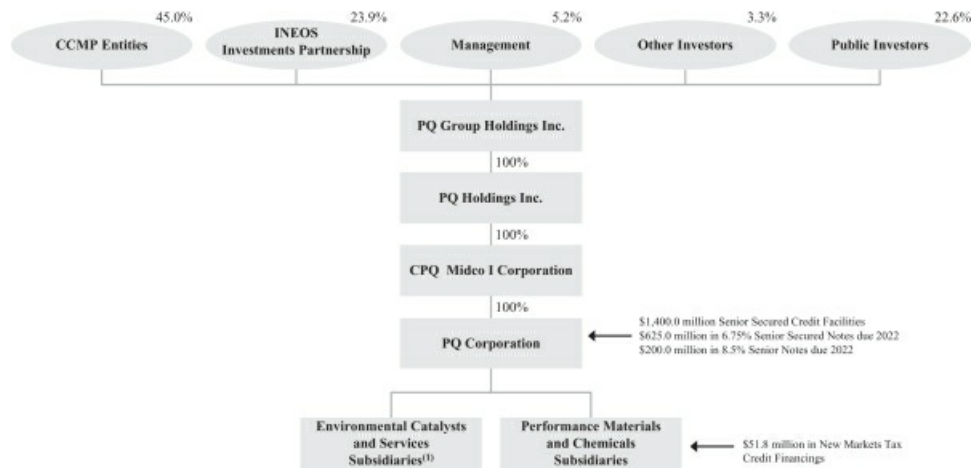 45.0%
23.9%
5.2%
3.3%
22.6%
CCMP Entities
INEOS
Investments Partnership
Management
Other Investors
Public Investors
PQ Group Holdings Inc.
100%
PQ Holdings Inc.
100%
CPQ Midco I Corporation
100%
PQ Corporation
$1,400.0 million Senior Secured Credit Facilities
$625.0 million in 6.75% Senior Secured Notes due 2022
$200.0 million in 8.5% Senior Notes due 2022
Environmental Catalysts
and Services
Subsidiaries(1)
Performance Materials
and Chemicals
Subsidiaries
$51.8 million in New Markets Tax
Credit Financings